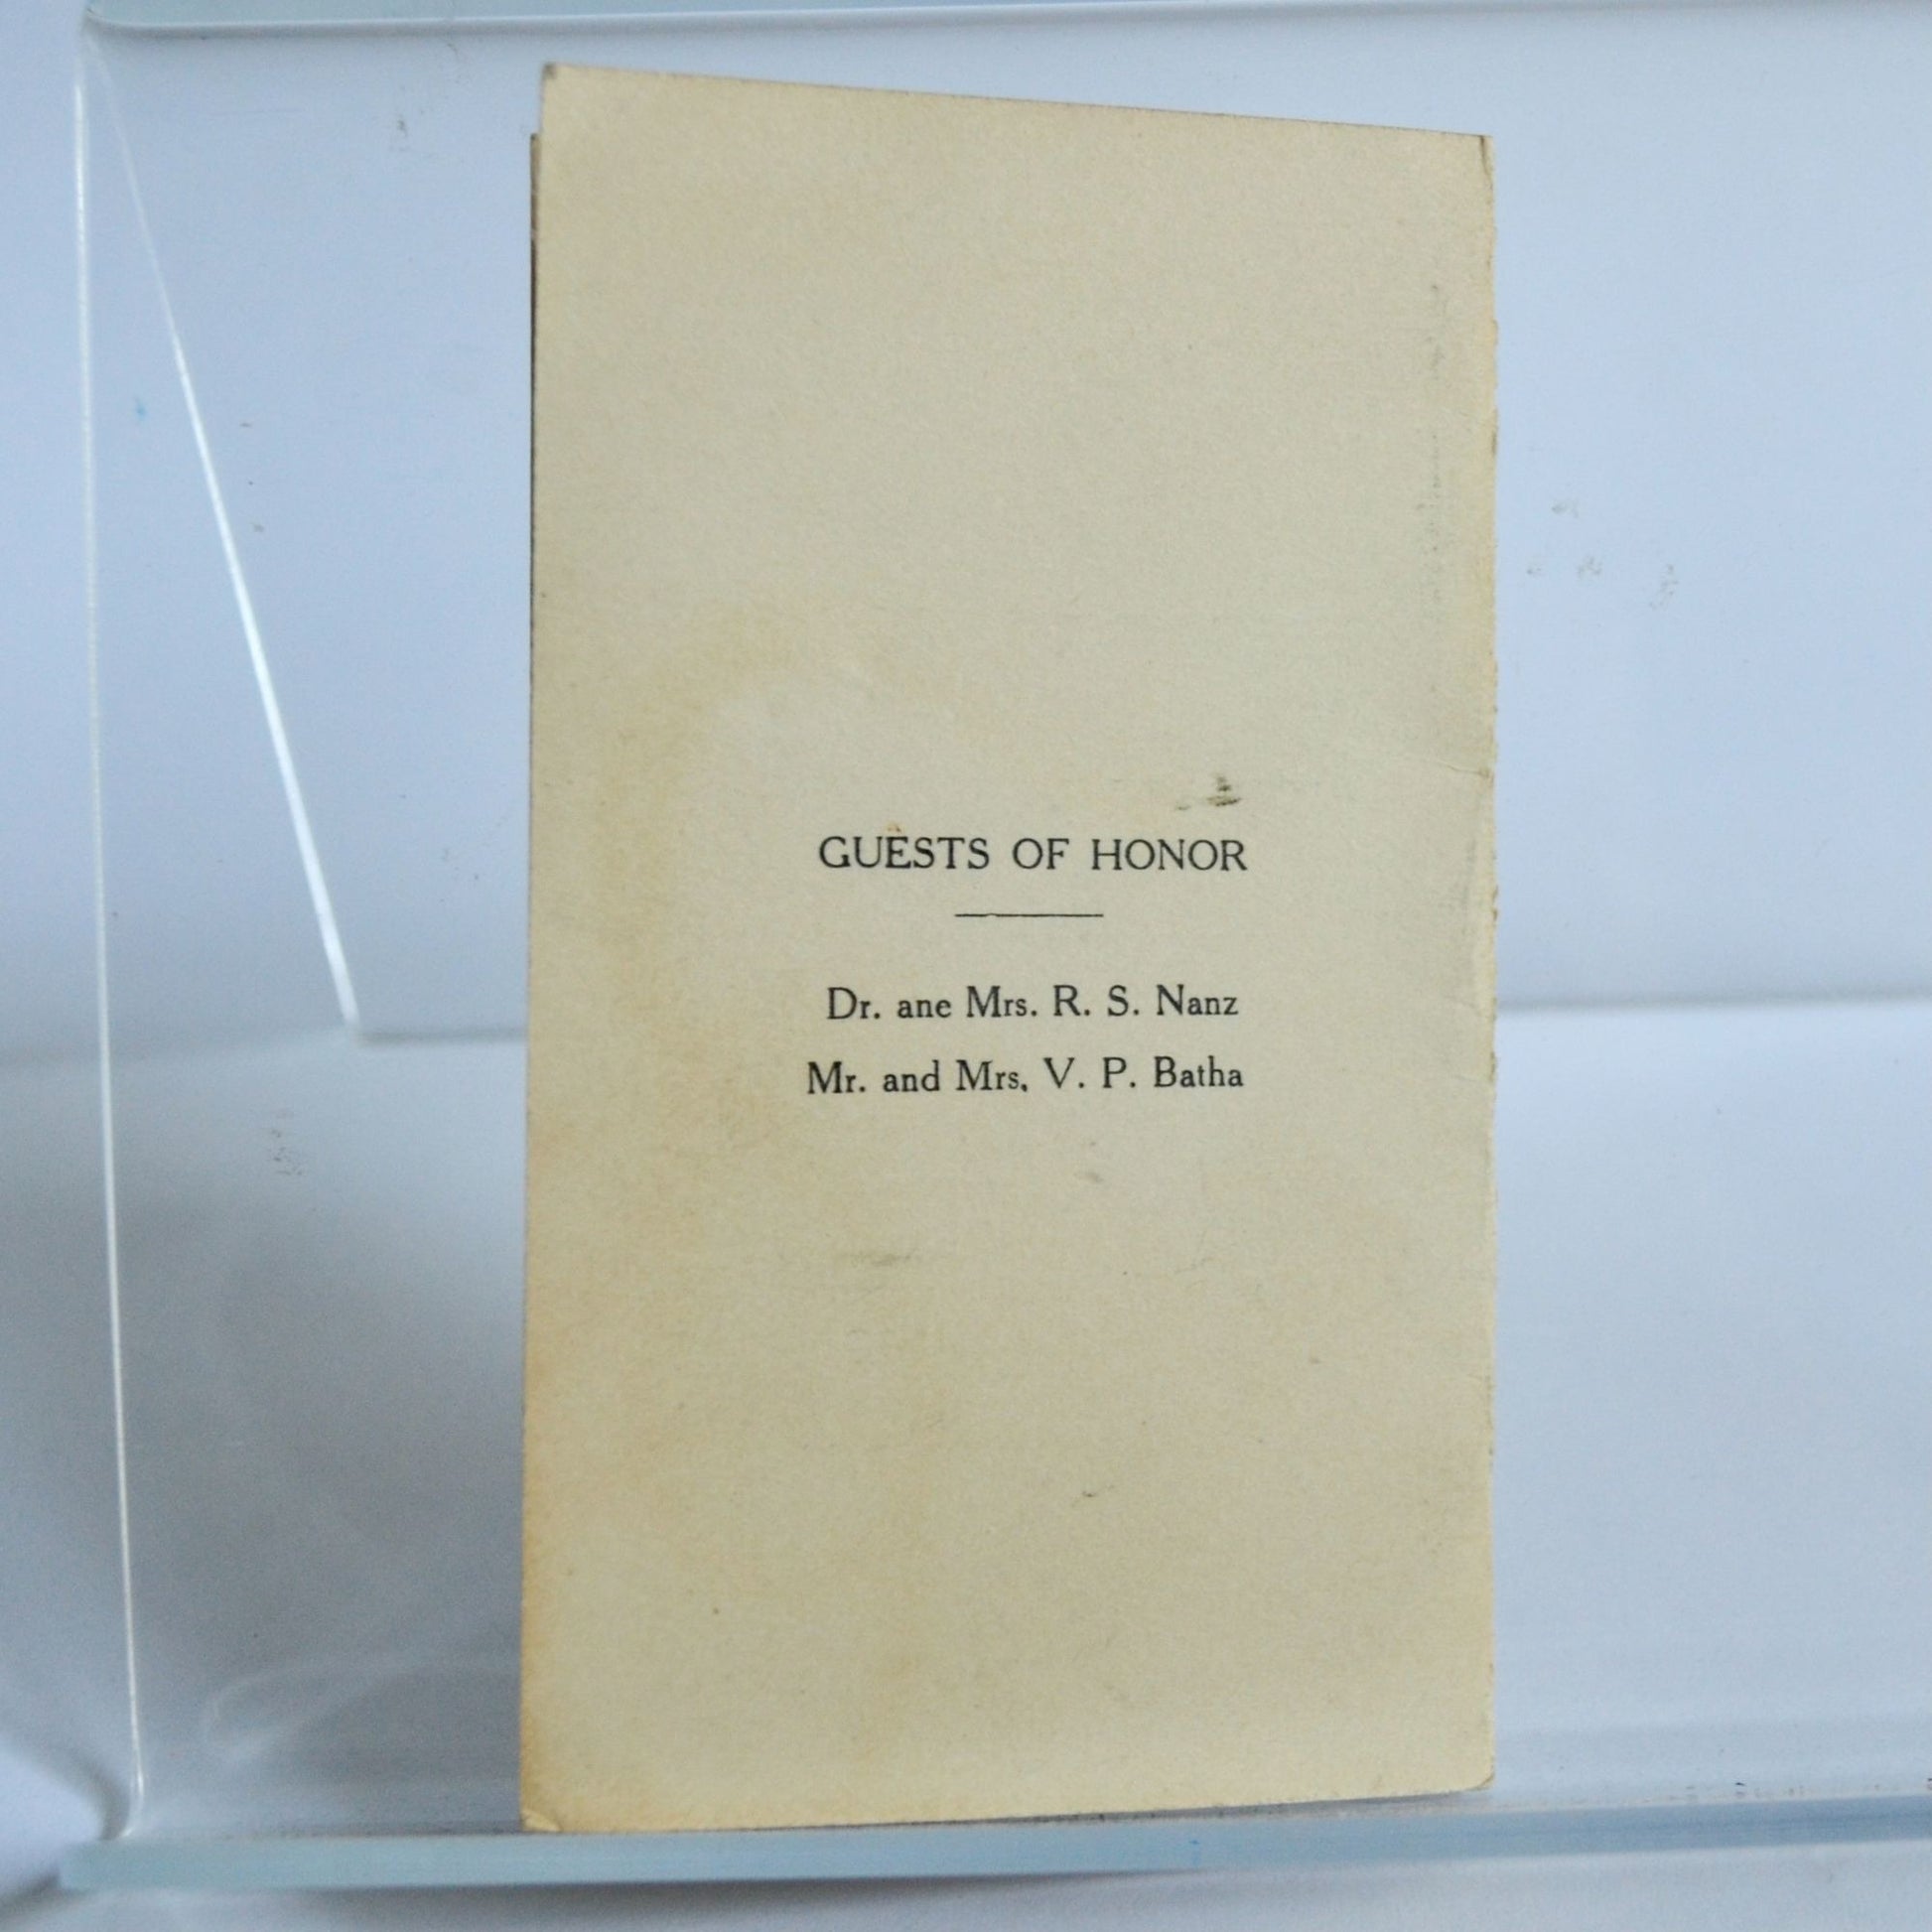 GUESTS OF HONOR
Dr. ane Mrs. R. S. Nanz
Mr. and Mrs. V. P. Batha